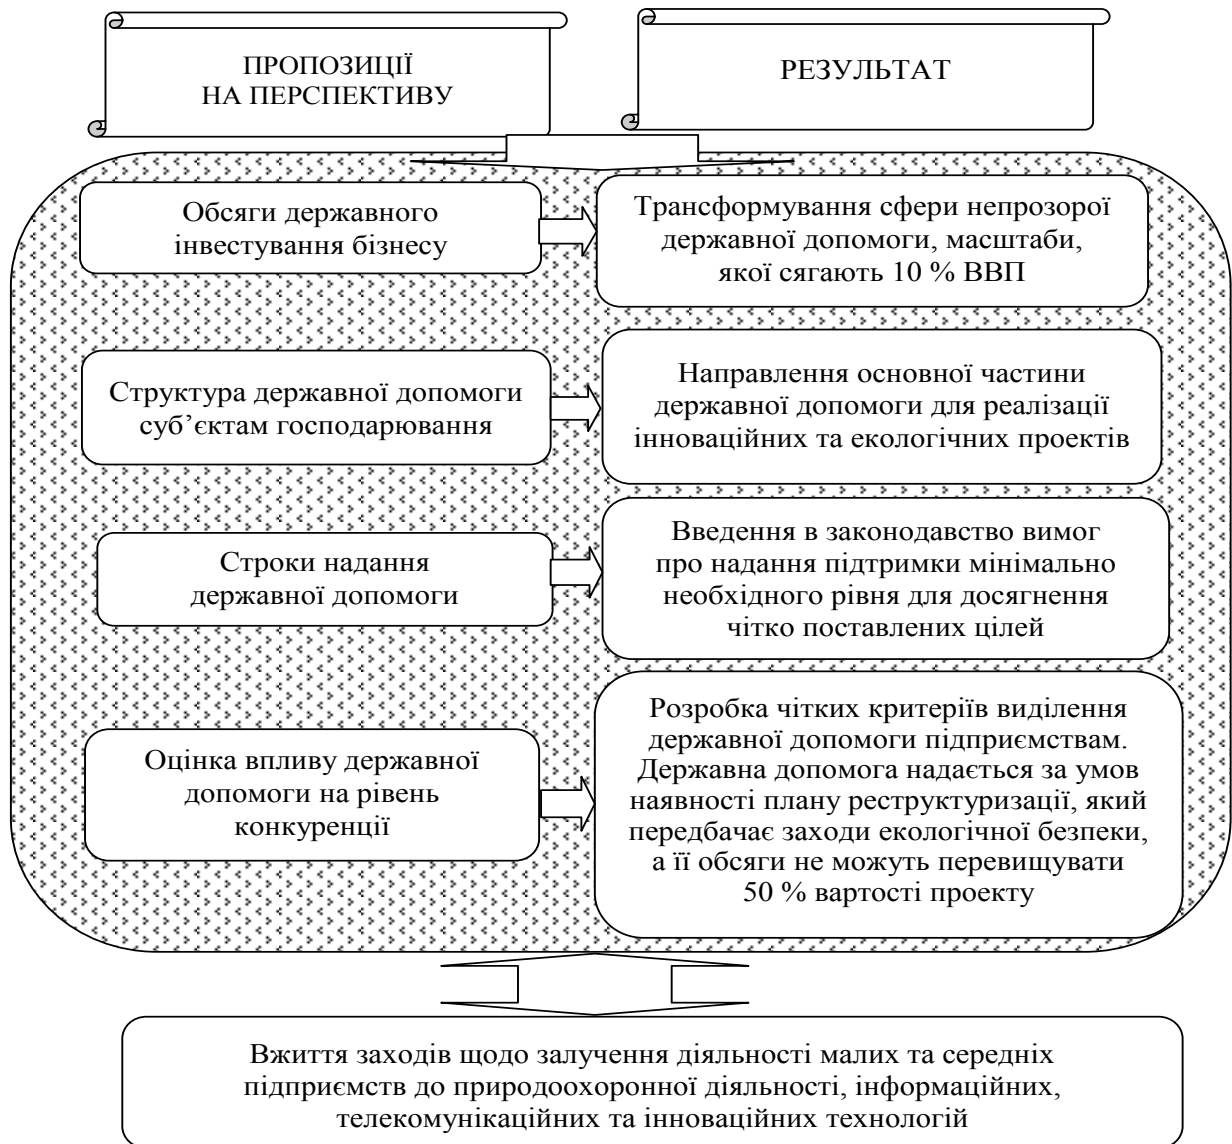 ПРОПОЗИЦІЇ
НА ПЕРСПЕКТИВУ
РЕЗУЛЬТАТ
Обсяги державного
інвестування бізнесу
Трансформування сфери непрозорої
державної допомоги, масштаби,
якої сягають 10 % ВВП
Структура державної допомоги
суб’єктам господарювання
Направлення основної частини
державної допомоги для реалізації
інноваційних та екологічних проектів
Строки надання
державної допомоги
Введення в законодавство вимог
про надання підтримки мінімально
необхідного рівня для досягнення
чітко поставлених цілей
Оцінка впливу державної
допомоги на рівень
конкуренції
Розробка чітких критеріїв виділення
державної допомоги підприємствам.
Державна допомога надається за умов
наявності плану реструктуризації, який
передбачає заходи екологічної безпеки,
а її обсяги не можуть перевищувати
50 % вартості проекту
Вжиття заходів щодо залучення діяльності малих та середніх
підприємств до природоохоронної діяльності, інформаційних,
телекомунікаційних та інноваційних технологій